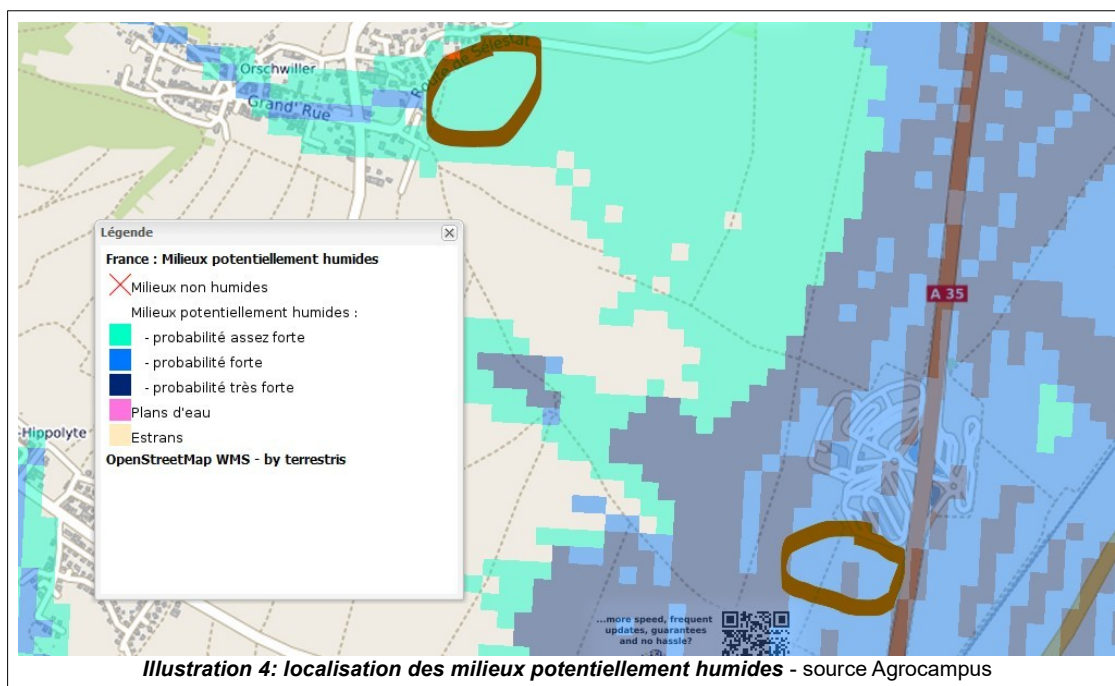 Orschwiller
Route de Sélestat
Grand' Rue
Légende
France : Milieux potentiellement humides
Milieux non humides
Milieux potentiellement humides :
- probabilité assez forte
- probabilité forte
- probabilité très forte
Plans d'eau
Estrans
OpenStreetMap WMS - by terrestris
A 35
-Hippolyte
...more speed, frequent
updates, guarantees
and no hassle?
Illustration 4: localisation des milieux potentiellement humides - source Agrocampus